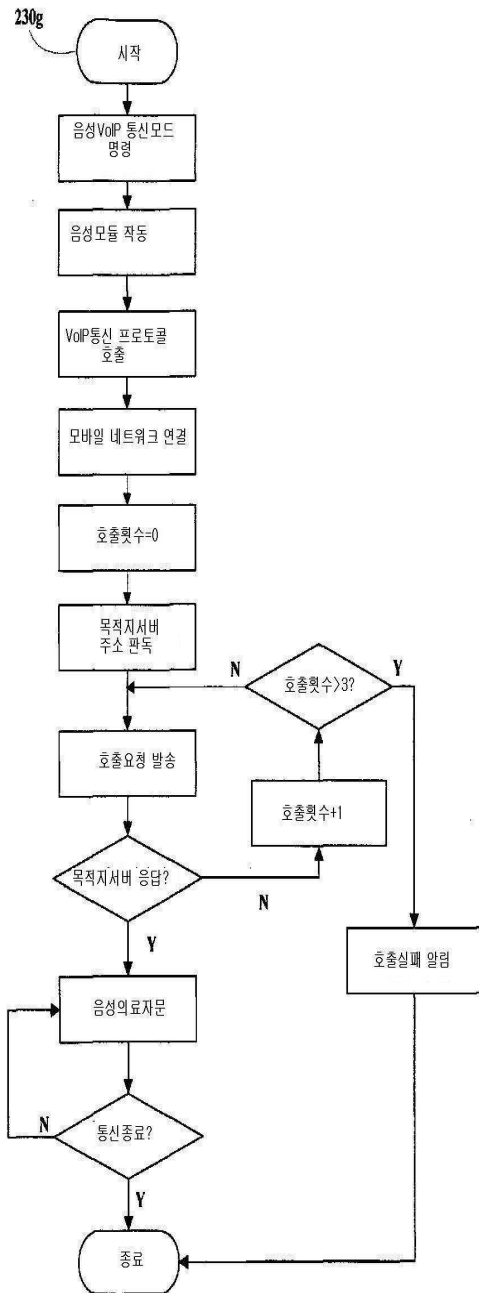 230g
시작
음성VoIP 통신모드
명령
음성모듈 작동
VoIP통신 프로토콜
호출
모바일 네트워크 연결
호출횟수=0
목적지서버
주소 판독
N
호출횟수>3?
Y
호출요청 발송
호출횟수+1
목적지서버 응답?
N
Y
호출실패 알림
음성의료자문
N
통신종료?
Y
종료